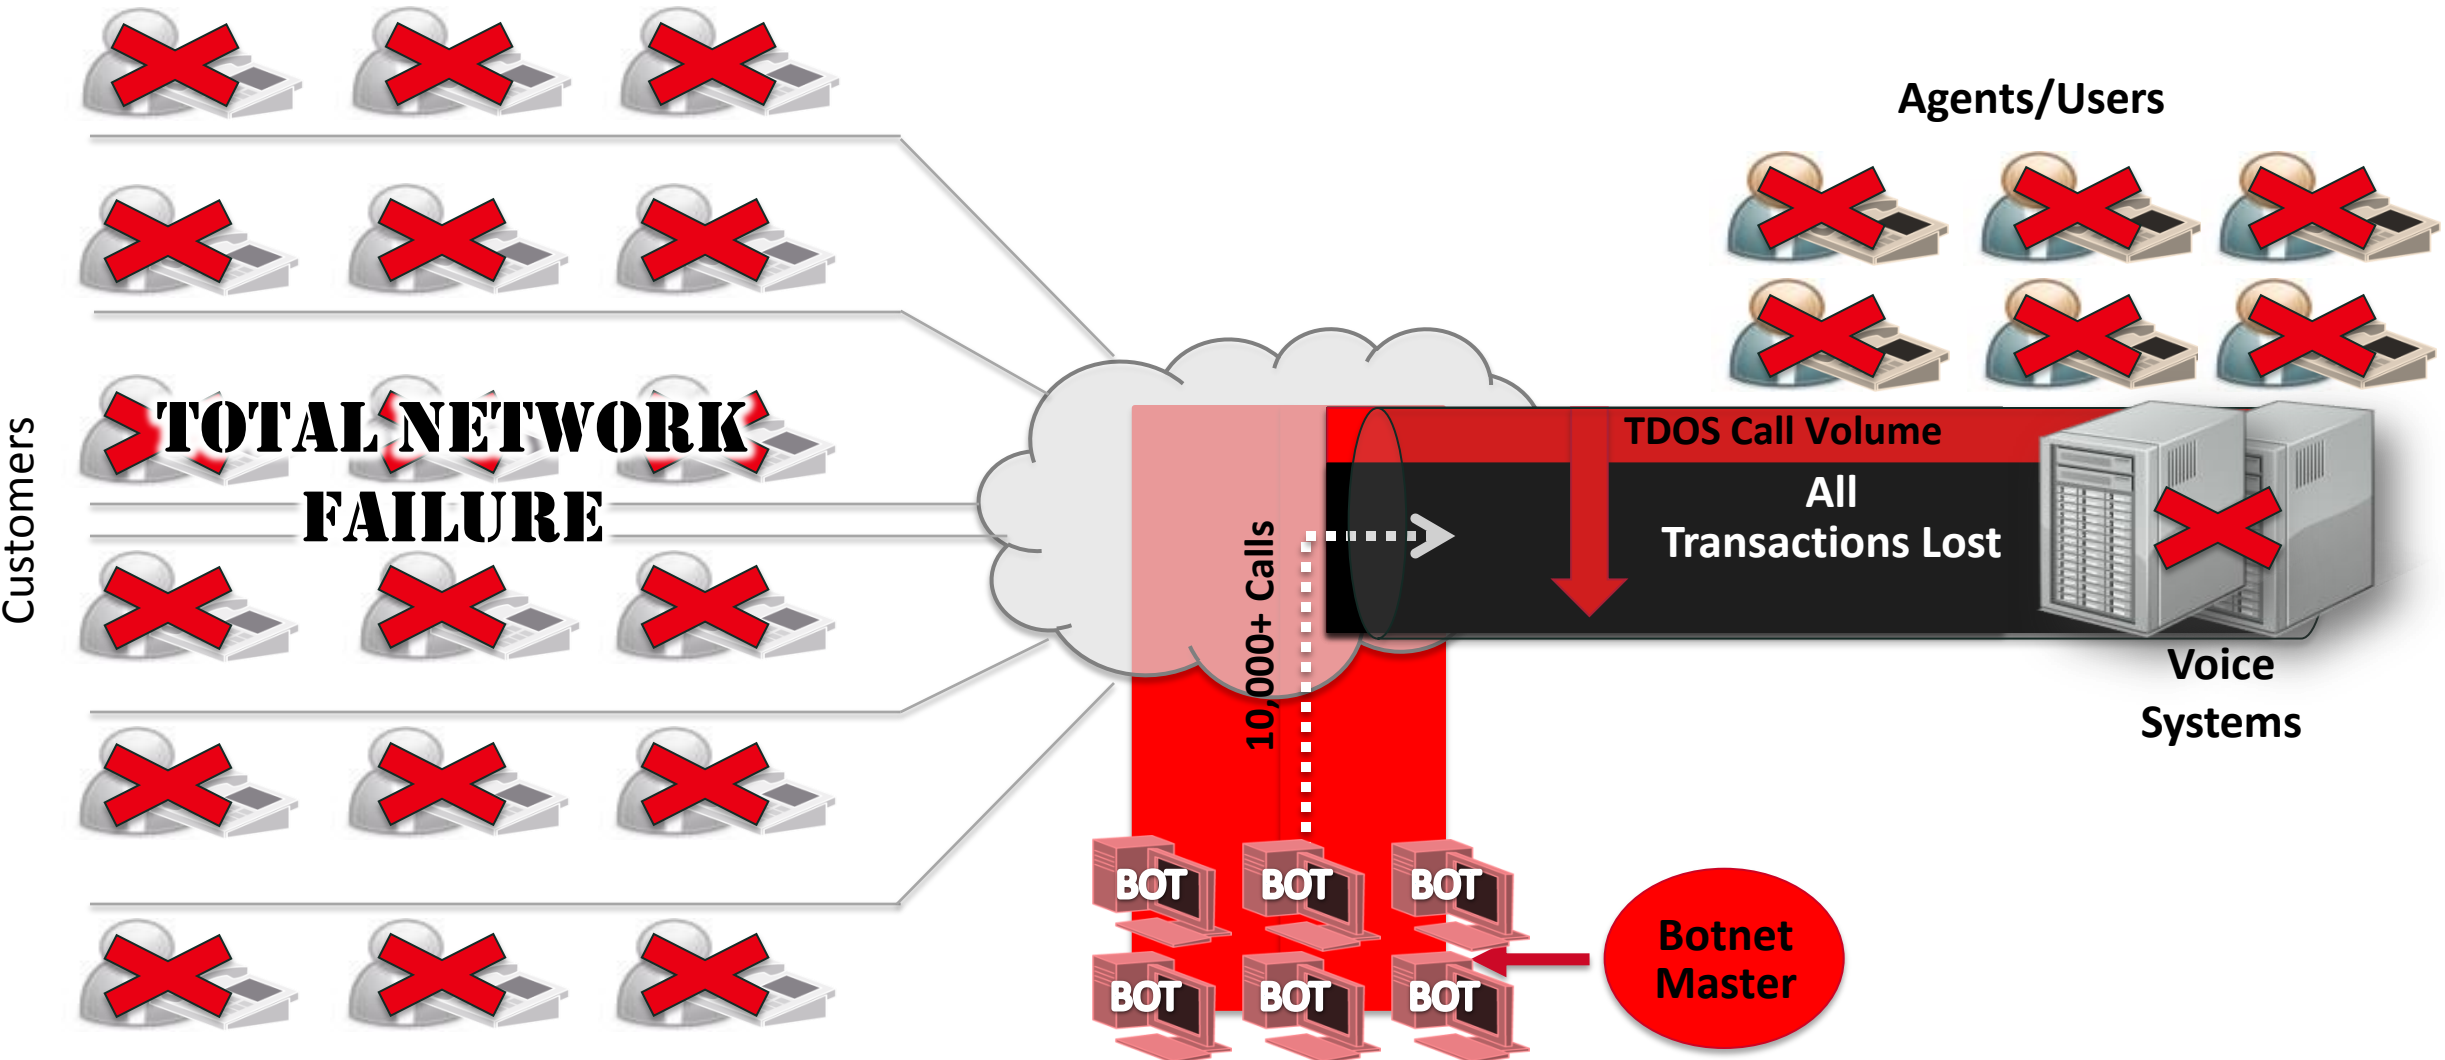 Customers
TOTAL NETWORK
FAILURE
Agents/Users
TDOS Call Volume
All
Transactions Lost
10,000+ Calls
Voice
Systems
BOT
BOT
BOT
BOT
BOT
BOT
Botnet
Master